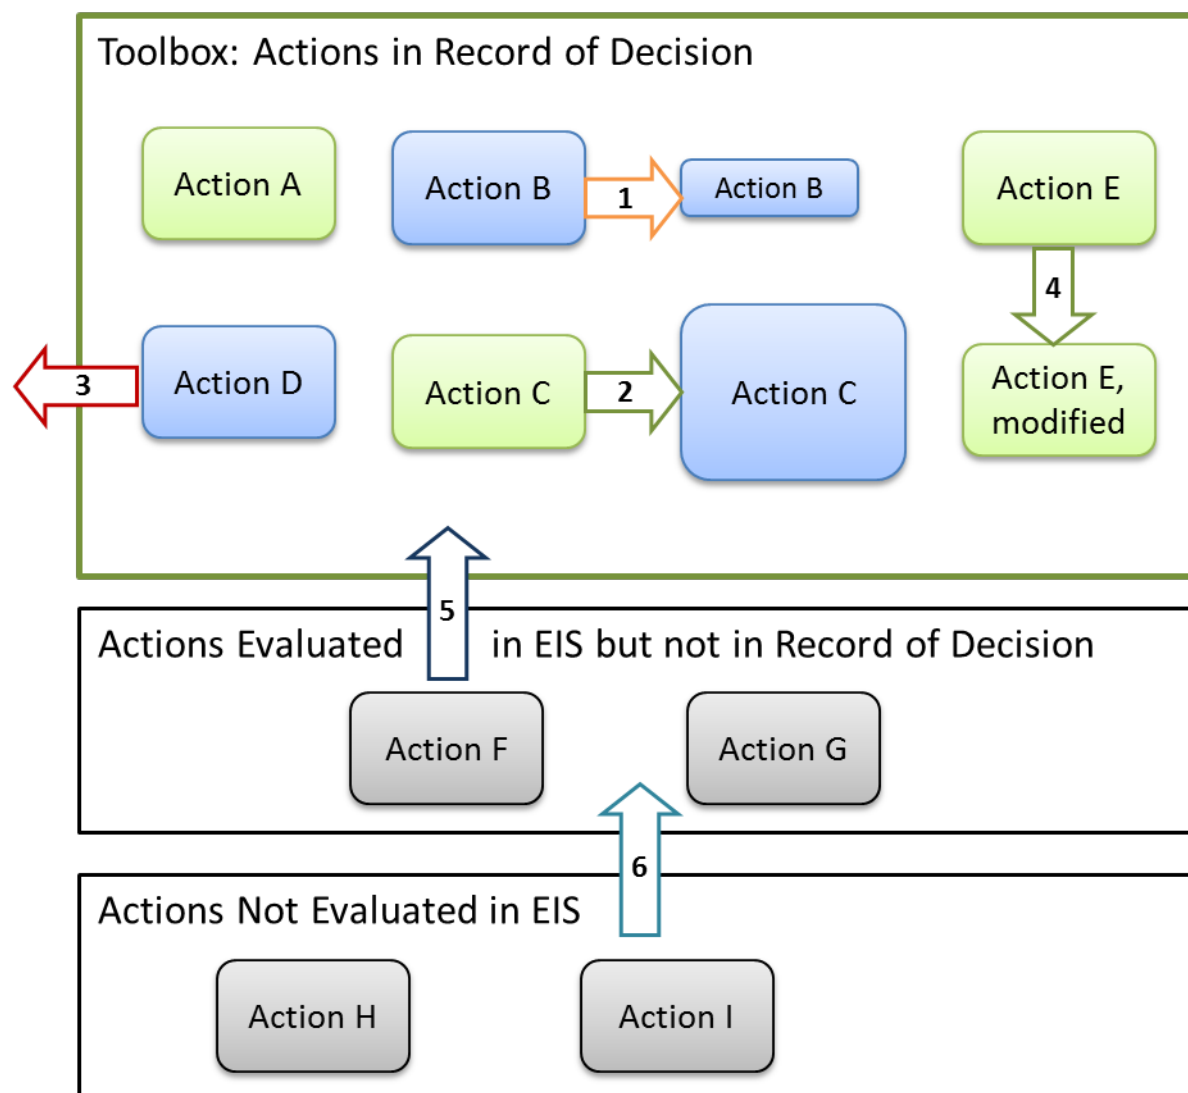 Toolbox: Actions in Record of Decision
Action A
Action B
1
Action B
Action E
4
3
Action D
Action C
2
Action C
Action E,
modified
5
Actions Evaluated in EIS but not in Record of Decision
Action F
Action G
6
Actions Not Evaluated in EIS
Action H
Action I